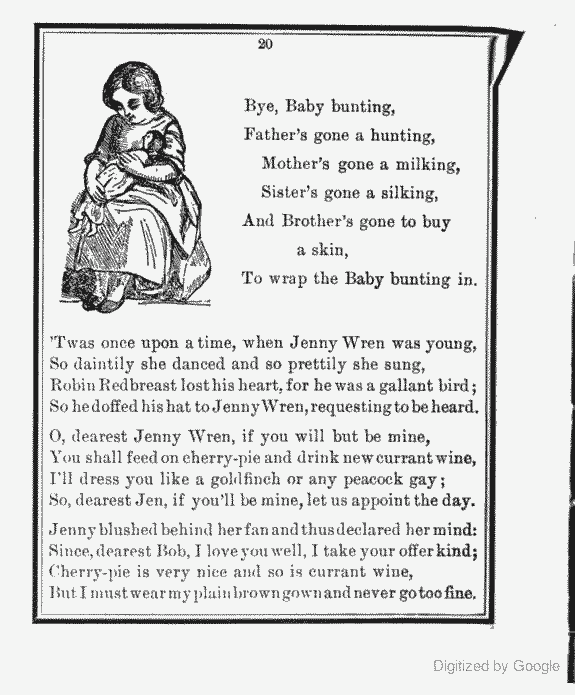 20
Bye, Baby bunting,
Father's gone a hunting,
Mother's gone a milking,
Sister's gone a silking,
And Brother's gone to buy
a skin,
To wrap the Baby bunting in.
'Twas once upon a time, when Jenny Wren was young,
So daintily she danced and so prettily she sung,
Robin Redbreast lost his heart, for he was a gallant bird;
So he doffed his hat to Jenny Wren, requesting to be heard.
O, dearest Jenny Wren, if you will but be mine,
You shall feed on cherry-pie and drink new currant wine,
I'll dress you like a goldfinch or any peacock gay;
So, dearest Jen, if you'll be mine, let us appoint the day.
Jenny blushed behind her fan and thus declared her mind:
Since, dearest Bob, I love you well, I take your offer kind;
Cherry-pie is very nice and so is currant wine,
But I must wear my plain brown gown and never go too fine.
Digitized by Google